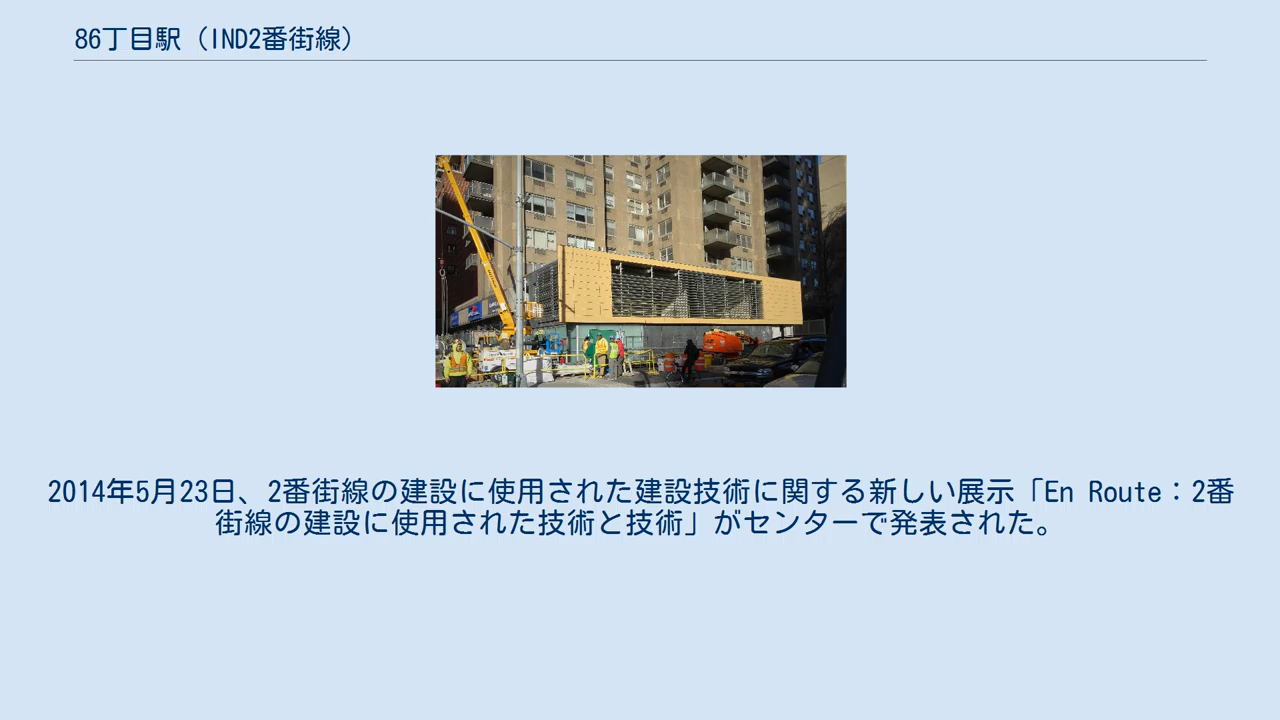 86丁目駅（IND2番街線）
2014年5月23日、2番街線の建設に使用された建設技術に関する新しい展示「En Route：2番
街線の建設に使用された技術と技術」がセンターで発表された。